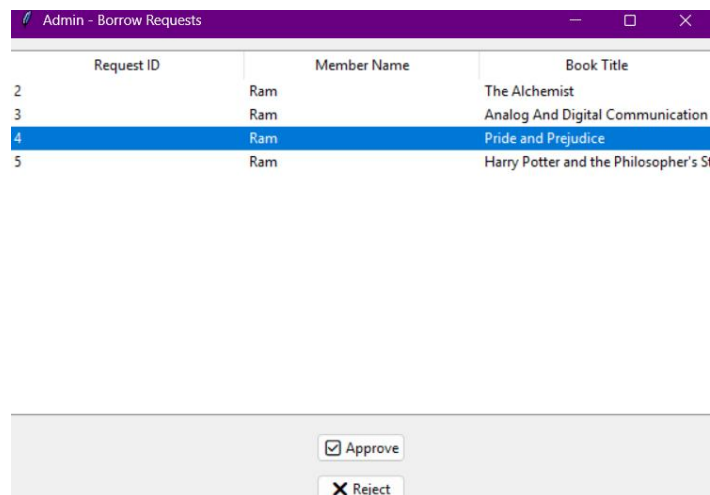 Admin - Borrow Requests
Request ID Member Name Book Title
2 Ram The Alchemist
3 Ram Analog And Digital Communication
4 Ram Pride and Prejudice
5 Ram Harry Potter and the Philosopher's
Approve
Reject